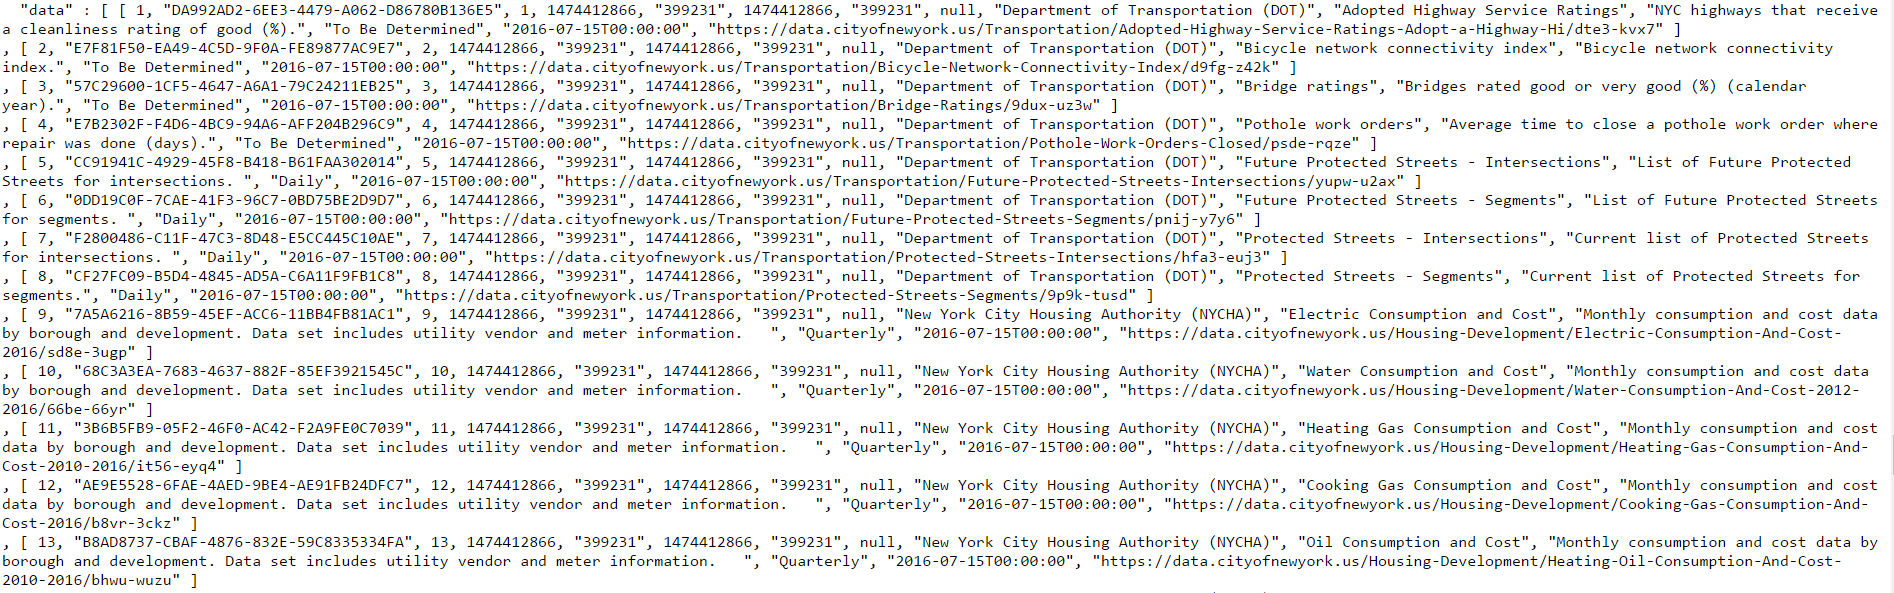 "data" : [ [ 1, "DA992AD2-6EE3-4479-A062-D86780B136E5", 1, 1474412866, "399231", 1474412866, "399231", null, "Department of Transportation (DOT)", "Adopted Highway Service Ratings", "NYC highways that receive
a cleanliness rating of good (%).", "To Be Determined", "2016-07-15T00:00:00", "https://data.cityofnewyork.us/Transportation/Adopted-Highway-Service-Ratings-Adopt-a-Highway-Hi/dte3-kvx7" ]
, [ 2, "E7F81F50-EA49-4C5D-9F0A-FE89877AC9E7", 2, 1474412866, "399231", 1474412866, "399231", null, "Department of Transportation (DOT)", "Bicycle network connectivity index", "Bicycle network connectivity
index.", "To Be Determined", "2016-07-15T00:00:00", "https://data.cityofnewyork.us/Transportation/Bicycle-Network-Connectivity-Index/d9fg-z42k" ]
, [ 3, "57C29600-1CF5-4647-A6A1-79C24211EB25", 3, 1474412866, "399231", 1474412866, "399231", null, "Department of Transportation (DOT)", "Bridge ratings", "Bridges rated good or very good (%) (calendar
year).", "To Be Determined", "2016-07-15T00:00:00", "https://data.cityofnewyork.us/Transportation/Bridge-Ratings/9dux-uz3w" ]
, [ 4, "E7B2302F-F4D6-4BC9-94A6-AFF204B296C9", 4, 1474412866, "399231", 1474412866, "399231", null, "Department of Transportation (DOT)", "Pothole work orders", "Average time to close a pothole work order where
repair was done (days).", "To Be Determined", "2016-07-15T00:00:00", "https://data.cityofnewyork.us/Transportation/Pothole-Work-Orders-Closed/psde-rqze" ]
, [ 5, "CC91941C-4929-45F8-B418-B61FAA302014", 5, 1474412866, "399231", 1474412866, "399231", null, "Department of Transportation (DOT)", "Future Protected Streets - Intersections", "List of Future Protected
Streets for intersections. ", "Daily", "2016-07-15T00:00:00", "https://data.cityofnewyork.us/Transportation/Future-Protected-Streets-Intersections/yupw-u2ax" ]
, [ 6, "0DD19C0F-7CAE-41F3-96C7-0BD75BE2D9D7", 6, 1474412866, "399231", 1474412866, "399231", null, "Department of Transportation (DOT)", "Future Protected Streets - Segments", "List of Future Protected Streets
for segments. ", "Daily", "2016-07-15T00:00:00", "https://data.cityofnewyork.us/Transportation/Future-Protected-Streets-Segments/pnij-y7y6" ]
, [ 7, "F2800486-C11F-47C3-8D48-E5CC445C10AE", 7, 1474412866, "399231", 1474412866, "399231", null, "Department of Transportation (DOT)", "Protected Streets - Intersections", "Current list of Protected Streets
for intersections. ", "Daily", "2016-07-15T00:00:00", "https://data.cityofnewyork.us/Transportation/Protected-Streets-Intersections/hfa3-euj3" ]
, [ 8, "CF27FC09-B5D4-4845-AD5A-C6A11F9FB1C8", 8, 1474412866, "399231", 1474412866, "399231", null, "Department of Transportation (DOT)", "Protected Streets - Segments", "Current list of Protected Streets for
segments.", "Daily", "2016-07-15T00:00:00", "https://data.cityofnewyork.us/Transportation/Protected-Streets-Segments/9p9k-tusd" ]
, [ 9, "7A5A6216-8B59-45EF-ACC6-11BB4FB81AC1", 9, 1474412866, "399231", 1474412866, "399231", null, "New York City Housing Authority (NYCHA)", "Electric Consumption and Cost", "Monthly consumption and cost data
by borough and development. Data set includes utility vendor and meter information.   ", "Quarterly", "2016-07-15T00:00:00", "https://data.cityofnewyork.us/Housing-Development/Electric-Consumption-And-Cost-
2016/sd8e-3ugp" ]
, [ 10, "68C3A3EA-7683-4637-882F-85EF3921545C", 10, 1474412866, "399231", 1474412866, "399231", null, "New York City Housing Authority (NYCHA)", "Water Consumption and Cost", "Monthly consumption and cost data
by borough and development. Data set includes utility vendor and meter information.   ", "Quarterly", "2016-07-15T00:00:00", "https://data.cityofnewyork.us/Housing-Development/Water-Consumption-And-Cost-2012-
2016/66be-66yr" ]
, [ 11, "3B6B5FB9-05F2-46F0-AC42-F2A9FE0C7039", 11, 1474412866, "399231", 1474412866, "399231", null, "New York City Housing Authority (NYCHA)", "Heating Gas Consumption and Cost", "Monthly consumption and cost
data by borough and development. Data set includes utility vendor and meter information.   ", "Quarterly", "2016-07-15T00:00:00", "https://data.cityofnewyork.us/Housing-Development/Heating-Gas-Consumption-And-
Cost-2010-2016/it56-eyq4" ]
, [ 12, "AE9E5528-6FAE-4AED-9BE4-AE91FB24DFC7", 12, 1474412866, "399231", 1474412866, "399231", null, "New York City Housing Authority (NYCHA)", "Cooking Gas Consumption and Cost", "Monthly consumption and cost
data by borough and development. Data set includes utility vendor and meter information.   ", "Quarterly", "2016-07-15T00:00:00", "https://data.cityofnewyork.us/Housing-Development/Cooking-Gas-Consumption-And-
Cost-2016/b8vr-3ckz" ]
, [ 13, "B8AD8737-CBAF-4876-832E-59C8335334FA", 13, 1474412866, "399231", 1474412866, "399231", null, "New York City Housing Authority (NYCHA)", "Oil Consumption and Cost", "Monthly consumption and cost data by
borough and development. Data set includes utility vendor and meter information.   ", "Quarterly", "2016-07-15T00:00:00", "https://data.cityofnewyork.us/Housing-Development/Heating-Oil-Consumption-And-Cost-
2010-2016/bhwu-wuzu" ]